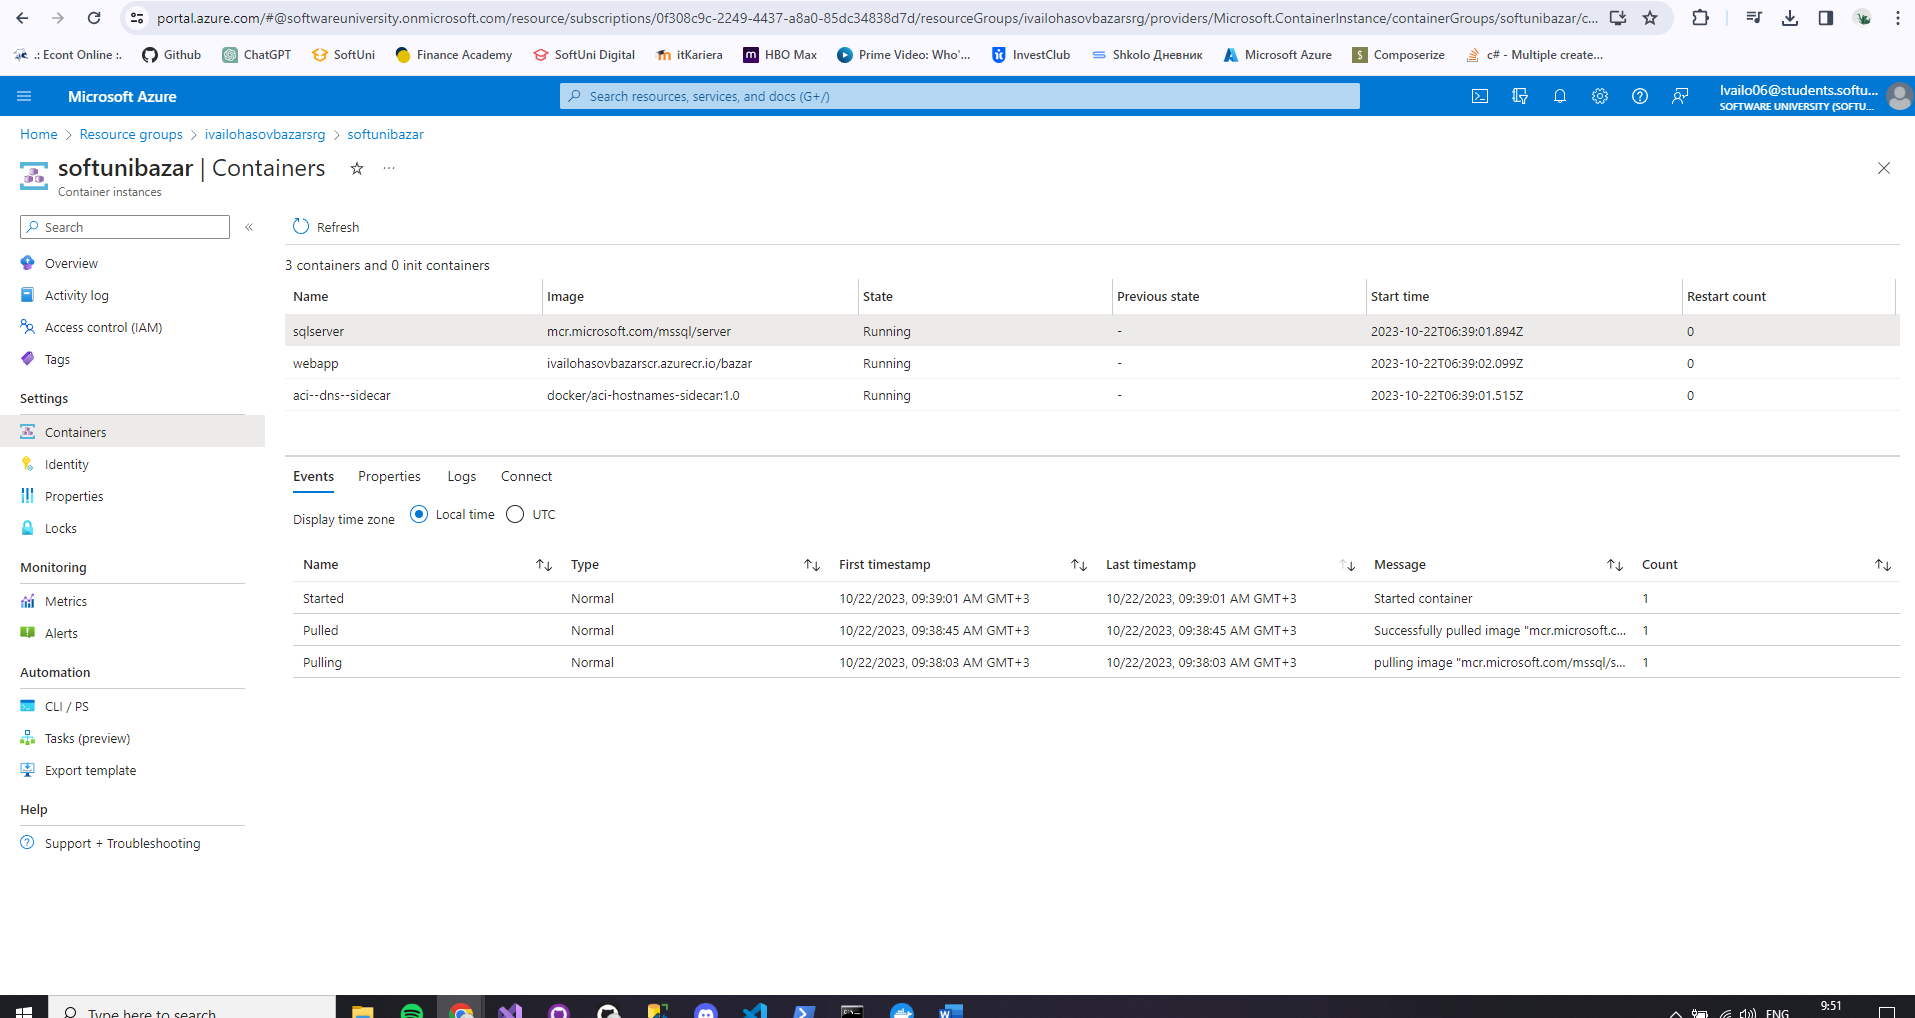 portal.azure.com/#@softwareuniversity.onmicrosoft.com/resource/subscriptions/0f308c9c-2249-4437-a8a0-85dc34838d7d/resourceGroups/ivailohasovbazarsrg/providers/Microsoft.ContainerInstance/containerGroups/softunibazar/c...
.: Econt Online :. Github ChatGPT SoftUni Finance Academy SoftUni Digital itKariera HBO Max Prime Video: Who'... InvestClub Shkolo Дневник Microsoft Azure Composerize c# - Multiple create...
Microsoft Azure
Search resources, services, and docs (G+/)
Ivailo06@students.softu...
SOFTWARE UNIVERSITY (SOFTU...
Home > Resource groups > ivailohasovbazarsrg > softunibazar
softunibazar | Containers
Container instances
Search
Overview
Activity log
Access control (IAM)
Tags
Settings
Containers
Identity
Properties
Locks
Monitoring
Metrics
Alerts
Automation
CLI / PS
Tasks (preview)
Export template
Help
Support + Troubleshooting
Refresh
3 containers and 0 init containers
Name Image State Previous state Start time Restart count
sqlserver mcr.microsoft.com/mssql/server Running - 2023-10-22T06:39:01.894Z 0
webapp ivailohasovbazarscr.azurecr.io/bazar Running - 2023-10-22T06:39:02.099Z 0
aci--dns--sidecar docker/aci-hostnames-sidecar:1.0 Running - 2023-10-22T06:39:01.515Z 0
Events Properties Logs Connect
Display time zone Local time UTC
Name Type First timestamp Last timestamp Message Count
Started Normal 10/22/2023, 09:39:01 AM GMT+3 10/22/2023, 09:39:01 AM GMT+3 Started container 1
Pulled Normal 10/22/2023, 09:38:45 AM GMT+3 10/22/2023, 09:38:45 AM GMT+3 Successfully pulled image "mcr.microsoft.c... 1
Pulling Normal 10/22/2023, 09:38:03 AM GMT+3 10/22/2023, 09:38:03 AM GMT+3 pulling image "mcr.microsoft.com/mssql/s... 1
Type here to search
ENG
9:51